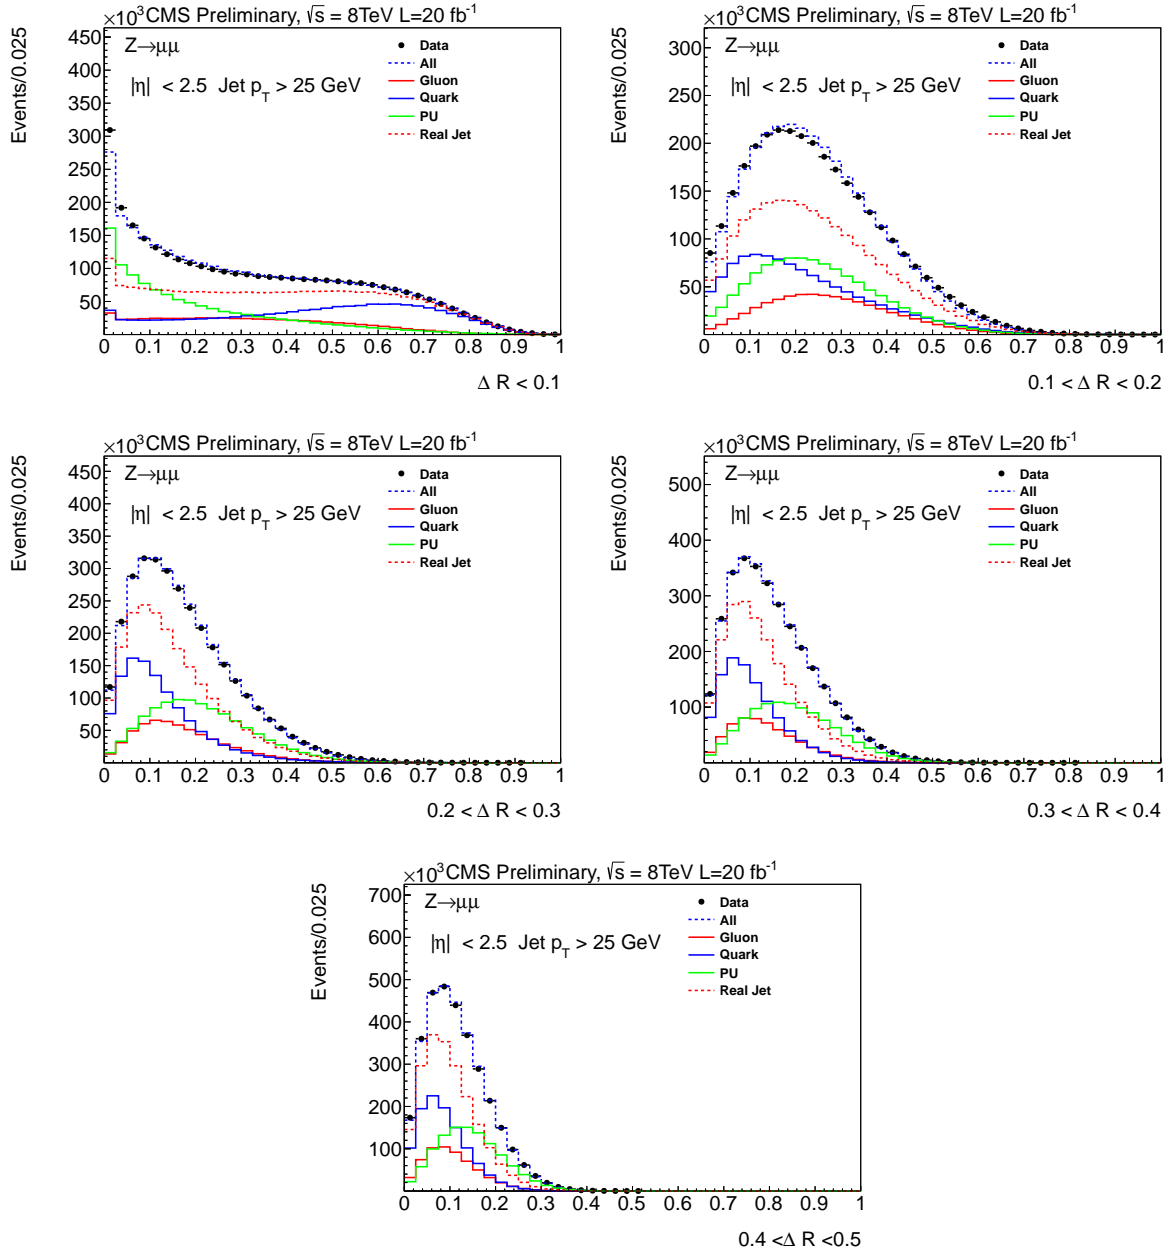 ×10³ CMS Preliminary, √s = 8TeV L=20 fb⁻¹
Events/0.025
450
400
350
300
250
200
150
100
50
Z→μμ
|η| < 2.5 Jet p_T > 25 GeV
Data
All
Gluon
Quark
PU
Real Jet
0 0.1 0.2 0.3 0.4 0.5 0.6 0.7 0.8 0.9 1
Δ R < 0.1
×10³ CMS Preliminary, √s = 8TeV L=20 fb⁻¹
Events/0.025
300
250
200
150
100
50
Z→μμ
|η| < 2.5 Jet p_T > 25 GeV
Data
All
Gluon
Quark
PU
Real Jet
0 0.1 0.2 0.3 0.4 0.5 0.6 0.7 0.8 0.9 1
0.1 < Δ R < 0.2
×10³ CMS Preliminary, √s = 8TeV L=20 fb⁻¹
Events/0.025
450
400
350
300
250
200
150
100
50
Z→μμ
|η| < 2.5 Jet p_T > 25 GeV
Data
All
Gluon
Quark
PU
Real Jet
0 0.1 0.2 0.3 0.4 0.5 0.6 0.7 0.8 0.9 1
0.2 < Δ R < 0.3
×10³ CMS Preliminary, √s = 8TeV L=20 fb⁻¹
Events/0.025
500
400
300
200
100
Z→μμ
|η| < 2.5 Jet p_T > 25 GeV
Data
All
Gluon
Quark
PU
Real Jet
0 0.1 0.2 0.3 0.4 0.5 0.6 0.7 0.8 0.9 1
0.3 < Δ R < 0.4
×10³ CMS Preliminary, √s = 8TeV L=20 fb⁻¹
Events/0.025
700
600
500
400
300
200
100
Z→μμ
|η| < 2.5 Jet p_T > 25 GeV
Data
All
Gluon
Quark
PU
Real Jet
0 0.1 0.2 0.3 0.4 0.5 0.6 0.7 0.8 0.9 1
0.4 <Δ R <0.5